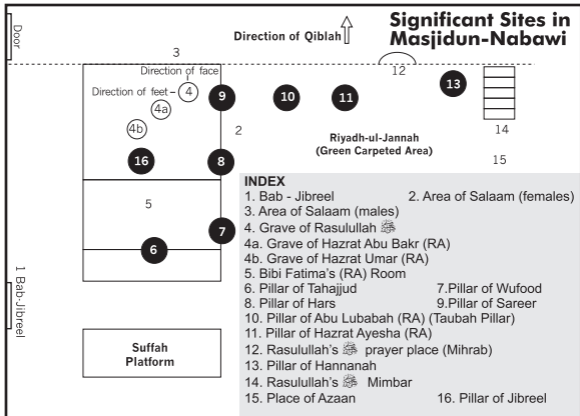 Significant Sites in
Masjidun-Nabawi
Direction of Qiblah
Door
3
Direction of face
12
Direction of feet
4
9
10
11
13
4a
4b
2
14
Riyadh-ul-Jannah
(Green Carpeted Area)
16
8
15
5
7
6
1 Bab-Jibreel
Suffah
Platform
INDEX
1. Bab - Jibreel 2. Area of Salaam (females)
3. Area of Salaam (males)
4. Grave of Rasulullah ﷺ
4a. Grave of Hazrat Abu Bakr (RA)
4b. Grave of Hazrat Umar (RA)
5. Bibi Fatima's (RA) Room
6. Pillar of Tahajjud 7.Pillar of Wufood
8. Pillar of Hars 9.Pillar of Sareer
10. Pillar of Abu Lubabah (RA) (Taubah Pillar)
11. Pillar of Hazrat Ayesha (RA)
12. Rasulullah's ﷺ prayer place (Mihrab)
13. Pillar of Hannanah
14. Rasulullah's ﷺ Mimbar
15. Place of Azaan 16. Pillar of Jibreel